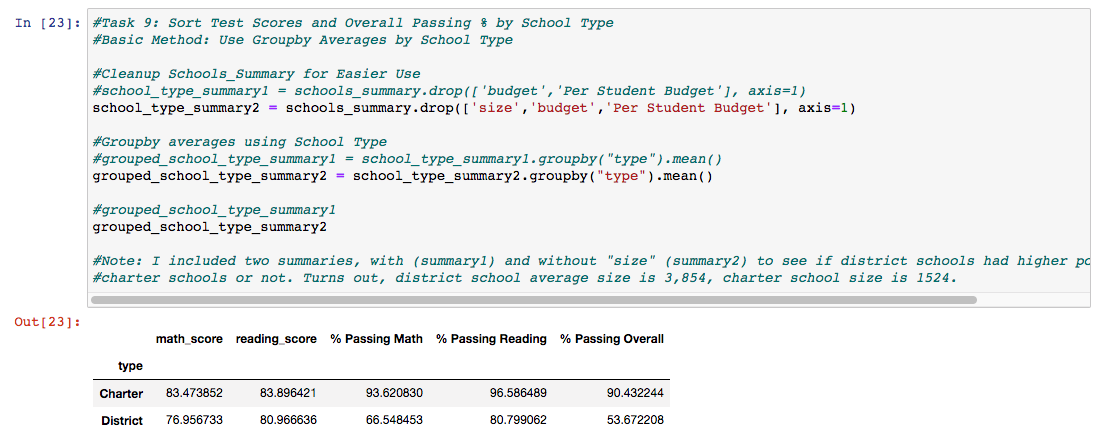 In [23]: #Task 9: Sort Test Scores and Overall Passing % by School Type
#Basic Method: Use Groupby Averages by School Type
#Cleanup Schools_Summary for Easier Use
#school_type_summary1 = schools_summary.drop(['budget','Per Student Budget'], axis=1)
school_type_summary2 = schools_summary.drop(['size','budget','Per Student Budget'], axis=1)
#Groupby averages using School Type
#grouped_school_type_summary1 = school_type_summary1.groupby("type").mean()
grouped_school_type_summary2 = school_type_summary2.groupby("type").mean()
#grouped_school_type_summary1
grouped_school_type_summary2
#Note: I included two summaries, with (summary1) and without "size" (summary2) to see if district schools had higher po
#charter schools or not. Turns out, district school average size is 3,854, charter school size is 1524.
Out[23]:
math_score reading_score % Passing Math % Passing Reading % Passing Overall
type
Charter 83.473852 83.896421 93.620830 96.586489 90.432244
District 76.956733 80.966636 66.548453 80.799062 53.672208